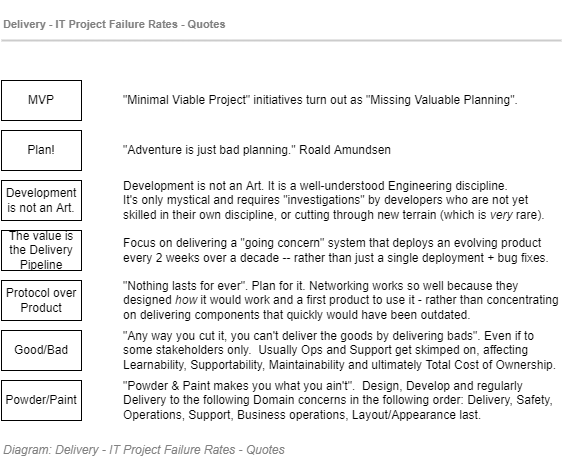 Delivery - IT Project Failure Rates - Quotes
MVP
"Minimal Viable Project" initiatives turn out as "Missing Valuable Planning".
Plan!
"Adventure is just bad planning." Roald Amundsen
Development
is not an Art.
Development is not an Art. It is a well-understood Engineering discipline.
It's only mystical and requires "investigations" by developers who are not yet
skilled in their own discipline, or cutting through new terrain (which is very rare).
The value is
the Delivery
Pipeline
Focus on delivering a "going concern" system that deploys an evolving product
every 2 weeks over a decade -- rather than just a single deployment + bug fixes.
Protocol over
Product
"Nothing lasts for ever". Plan for it. Networking works so well because they
designed how it would work and a first product to use it - rather than concentrating
on delivering components that quickly would have been outdated.
Good/Bad
"Any way you cut it, you can't deliver the goods by delivering bads". Even if to
some stakeholders only.  Usually Ops and Support get skimped on, affecting
Learnability, Supportability, Maintainability and ultimately Total Cost of Ownership.
Powder/Paint
"Powder & Paint makes you what you ain't".  Design, Develop and regularly
Delivery to the following Domain concerns in the following order: Delivery, Safety,
Operations, Support, Business operations, Layout/Appearance last.
Diagram: Delivery - IT Project Failure Rates - Quotes